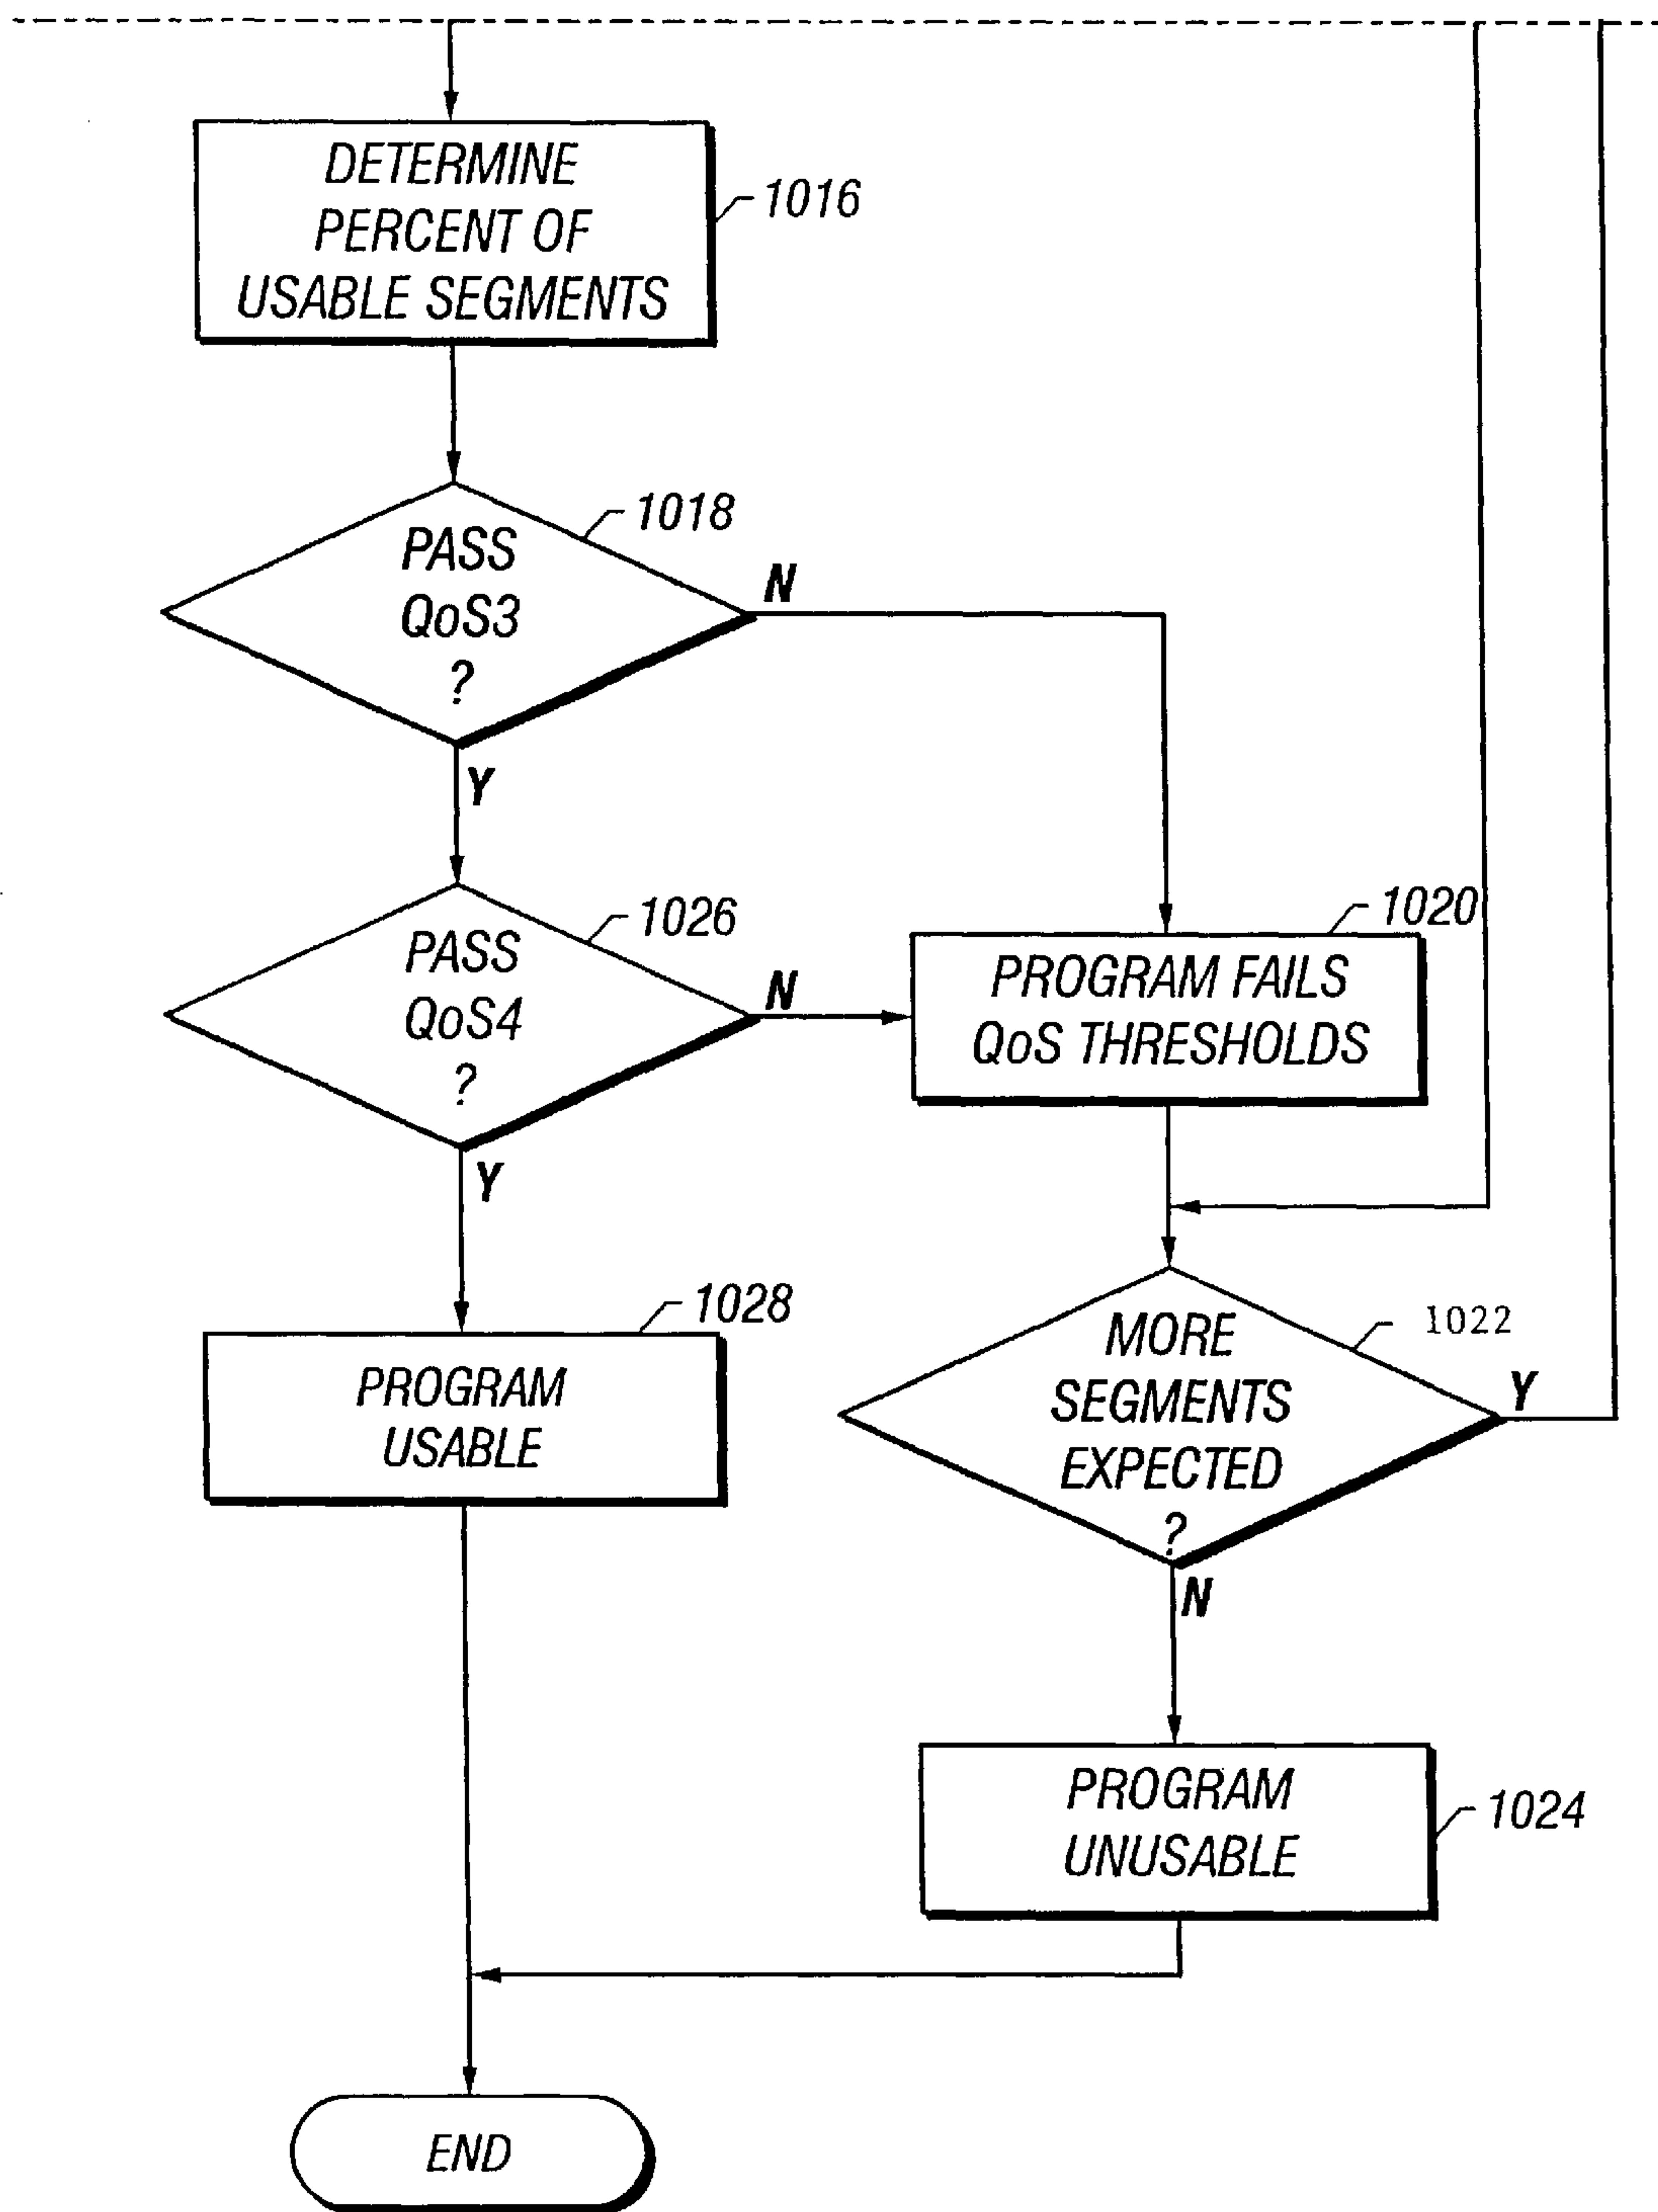 DETERMINE
PERCENT OF
USABLE SEGMENTS
1016
PASS
QoS3
?
1018
N
Y
PASS
QoS4
?
1026
N
Y
1020
PROGRAM FAILS
QoS THRESHOLDS
1028
PROGRAM
USABLE
MORE
SEGMENTS
EXPECTED
?
1022
Y
N
PROGRAM
UNUSABLE
1024
END